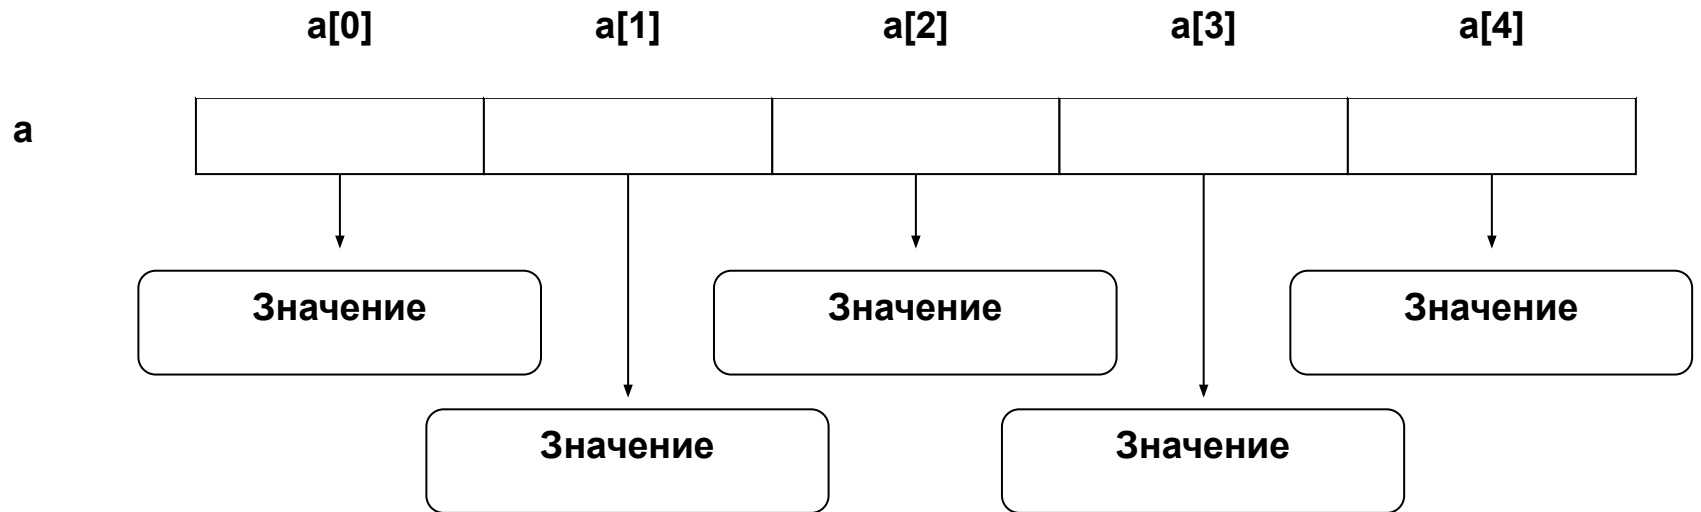 a[0] a[1] a[2] a[3] a[4]
a
Значение Значение Значение
Значение Значение